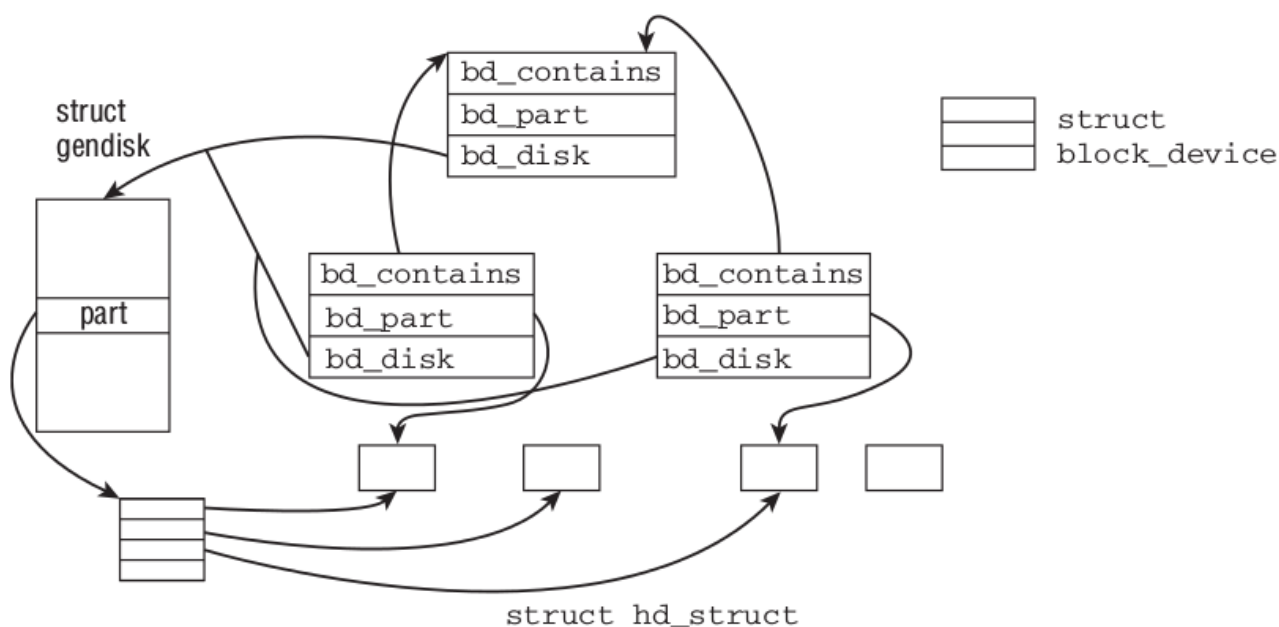 bd_contains
bd_part
bd_disk
struct
gendisk
struct
block_device
part
bd_contains
bd_part
bd_disk
bd_contains
bd_part
bd_disk
struct hd_struct